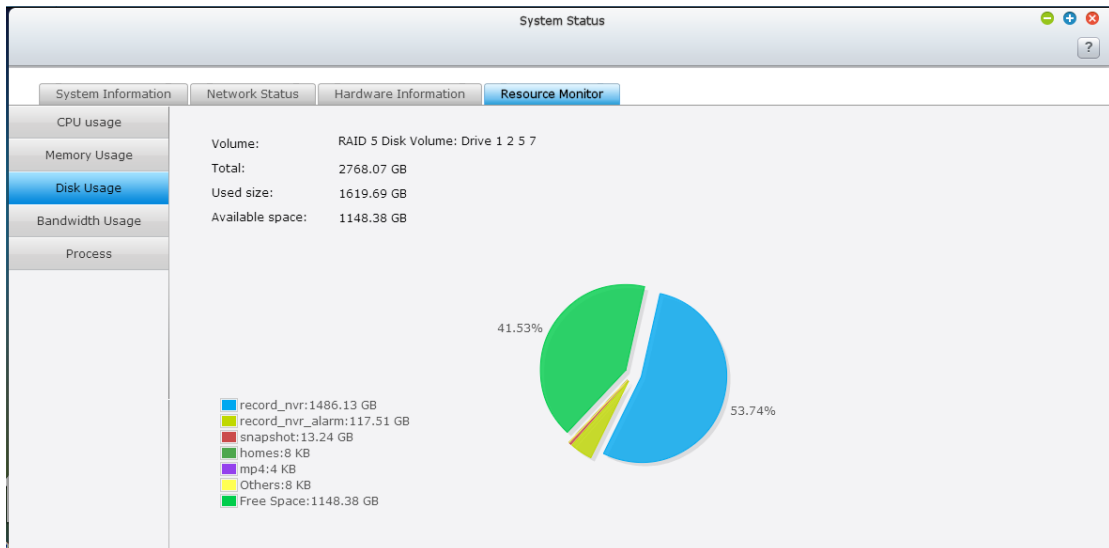 System Status
?
System Information Network Status Hardware Information Resource Monitor
CPU usage
Memory Usage
Disk Usage
Bandwidth Usage
Process
Volume: RAID 5 Disk Volume: Drive 1 2 5 7
Total: 2768.07 GB
Used size: 1619.69 GB
Available space: 1148.38 GB
41.53%
53.74%
record_nvr:1486.13 GB
record_nvr_alarm:117.51 GB
snapshot:13.24 GB
homes:8 KB
mp4:4 KB
Others:8 KB
Free Space:1148.38 GB